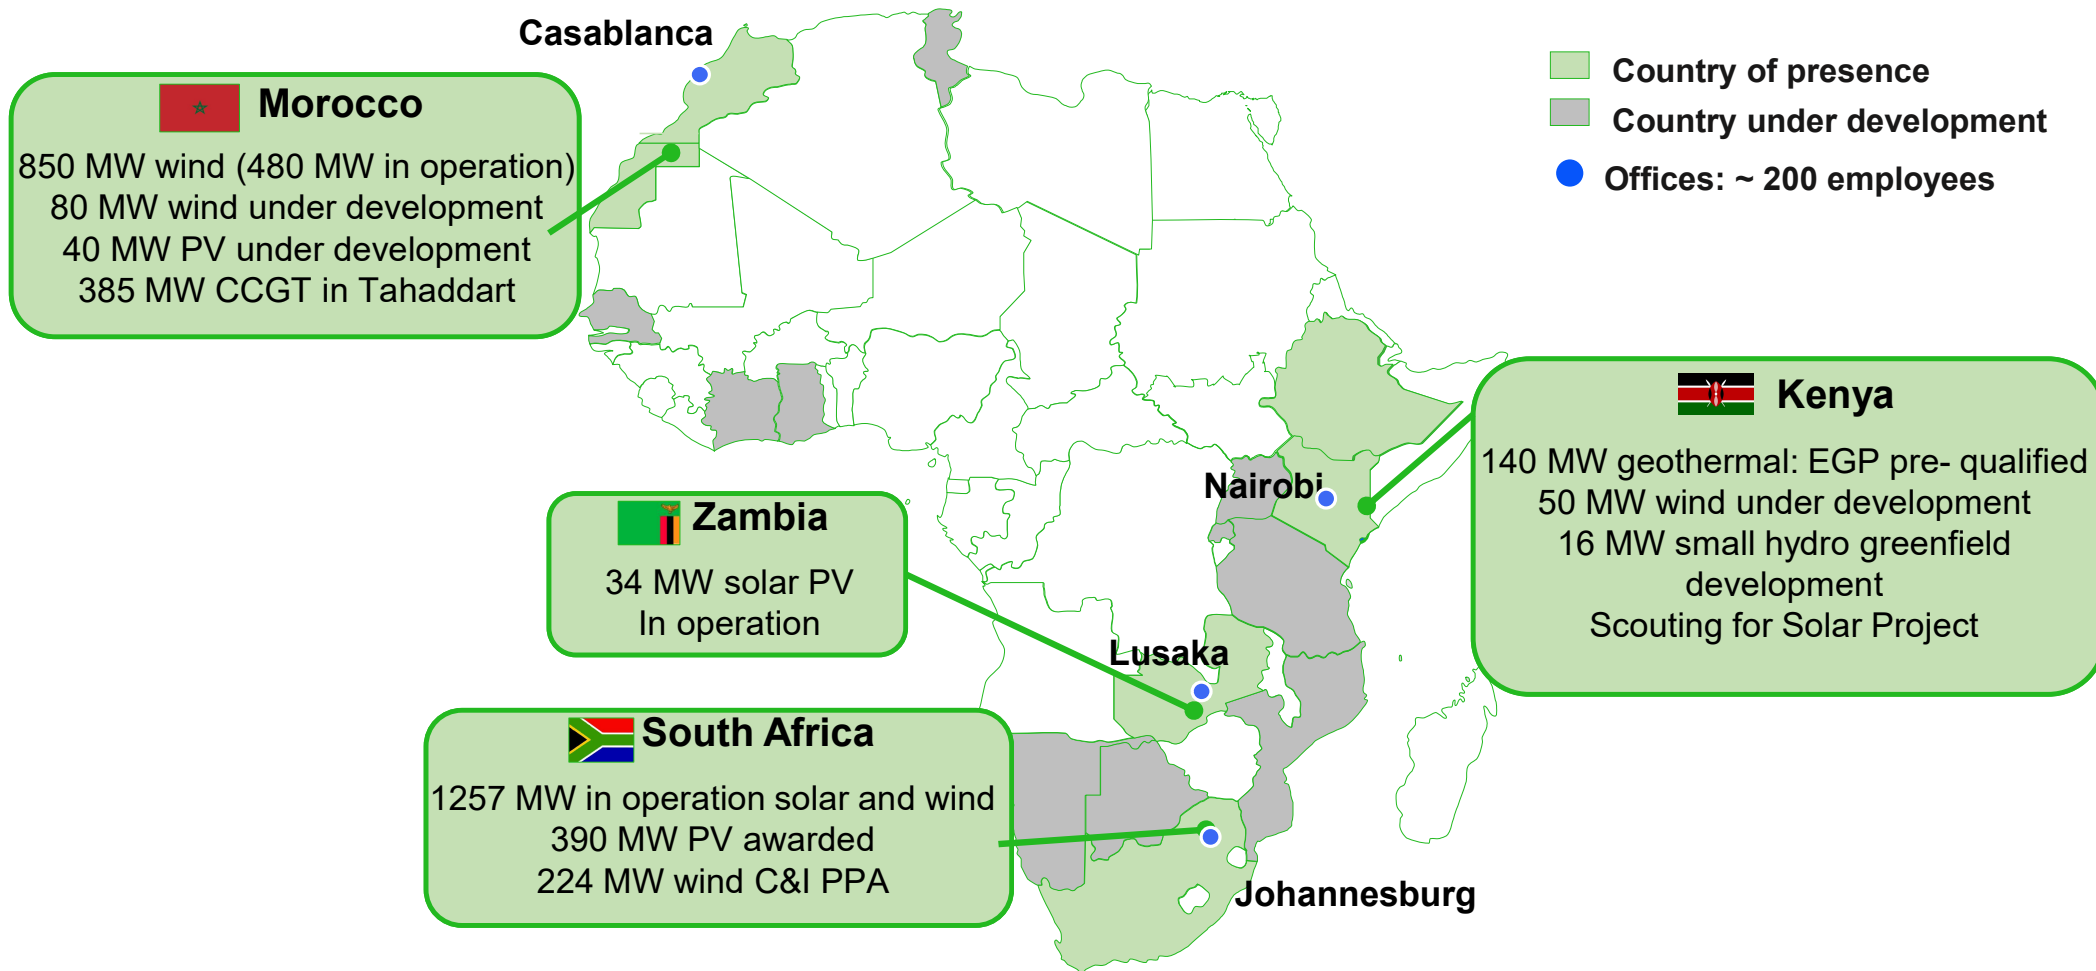 Casablanca
Morocco
850 MW wind (480 MW in operation)
80 MW wind under development
40 MW PV under development
385 MW CCGT in Tahaddart
Country of presence
Country under development
Offices: ~ 200 employees
Kenya
140 MW geothermal: EGP pre- qualified
50 MW wind under development
16 MW small hydro greenfield
development
Scouting for Solar Project
Nairobi
Zambia
34 MW solar PV
In operation
Lusaka
South Africa
1257 MW in operation solar and wind
390 MW PV awarded
224 MW wind C&I PPA
Johannesburg